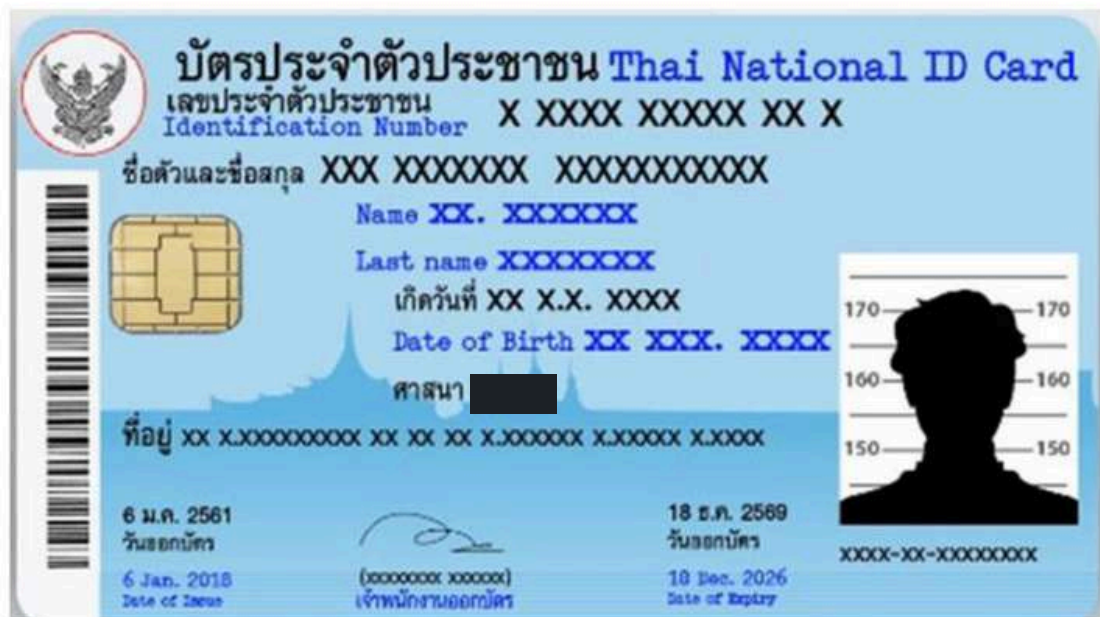 บัตรประจำตัวประชาชน Thai National ID Card
เลขประจำตัวประชาชน X XXXX XXXXX XX X
Identification Number
ชื่อตัวและชื่อสกุล XXX XXXXXXX XXXXXXXXXXX
Name XX. XXXXXX
Last name XXXXXXXX
เกิดวันที่ XX X.X. XXXX
Date of Birth XX XXX. XXXX
ศาสนา
ที่อยู่ xx x.xxxxxxxxx xx xx xx x.xxxxxx x.xxxxx x.xxxx
170 170
160 160
150 150
6 ม.ค. 2561
วันออกบัตร
6 Jan. 2018
Date of Issue
(xxxxxxxx xxxxxx)
เจ้าพนักงานออกบัตร
18 ธ.ค. 2569
วันออกบัตร
18 Dec. 2026
Date of Expiry
xxxx-xx-xxxxxxxx